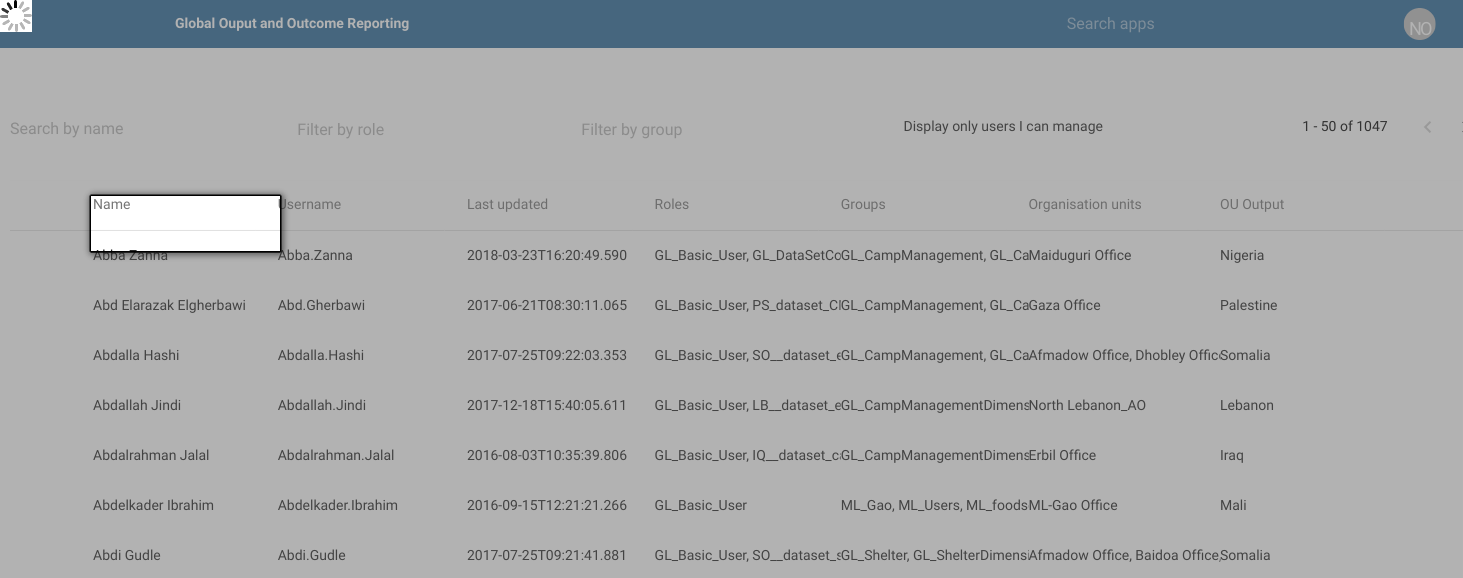 Global Ouput and Outcome Reporting Search apps NO
Search by name Filter by role Filter by group Display only users I can manage 1 - 50 of 1047
Name Username Last updated Roles Groups Organisation units OU Output
Abba Zanna Abba.Zanna 2018-03-23T16:20:49.590 GL_Basic_User, GL_DataSetCo GL_CampManagement, GL_Ca Maiduguri Office Nigeria
Abd Elarazak Elgherbawi Abd.Gherbawi 2017-06-21T08:30:11.065 GL_Basic_User, PS_dataset_Cl GL_CampManagement, GL_Ca Gaza Office Palestine
Abdalla Hashi Abdalla.Hashi 2017-07-25T09:22:03.353 GL_Basic_User, SO__dataset_e GL_CampManagement, GL_Ca Afmadow Office, Dhobley Offic Somalia
Abdallah Jindi Abdallah.Jindi 2017-12-18T15:40:05.611 GL_Basic_User, LB__dataset_e GL_CampManagementDimens North Lebanon_AO Lebanon
Abdalrahman Jalal Abdalrahman.Jalal 2016-08-03T10:35:39.806 GL_Basic_User, IQ__dataset_c GL_CampManagementDimens Erbil Office Iraq
Abdelkader Ibrahim Abdelkader.Ibrahim 2016-09-15T12:21:21.266 GL_Basic_User ML_Gao, ML_Users, ML_foods ML-Gao Office Mali
Abdi Gudle Abdi.Gudle 2017-07-25T09:21:41.881 GL_Basic_User, SO__dataset_s GL_Shelter, GL_ShelterDimens Afmadow Office, Baidoa Office, Somalia